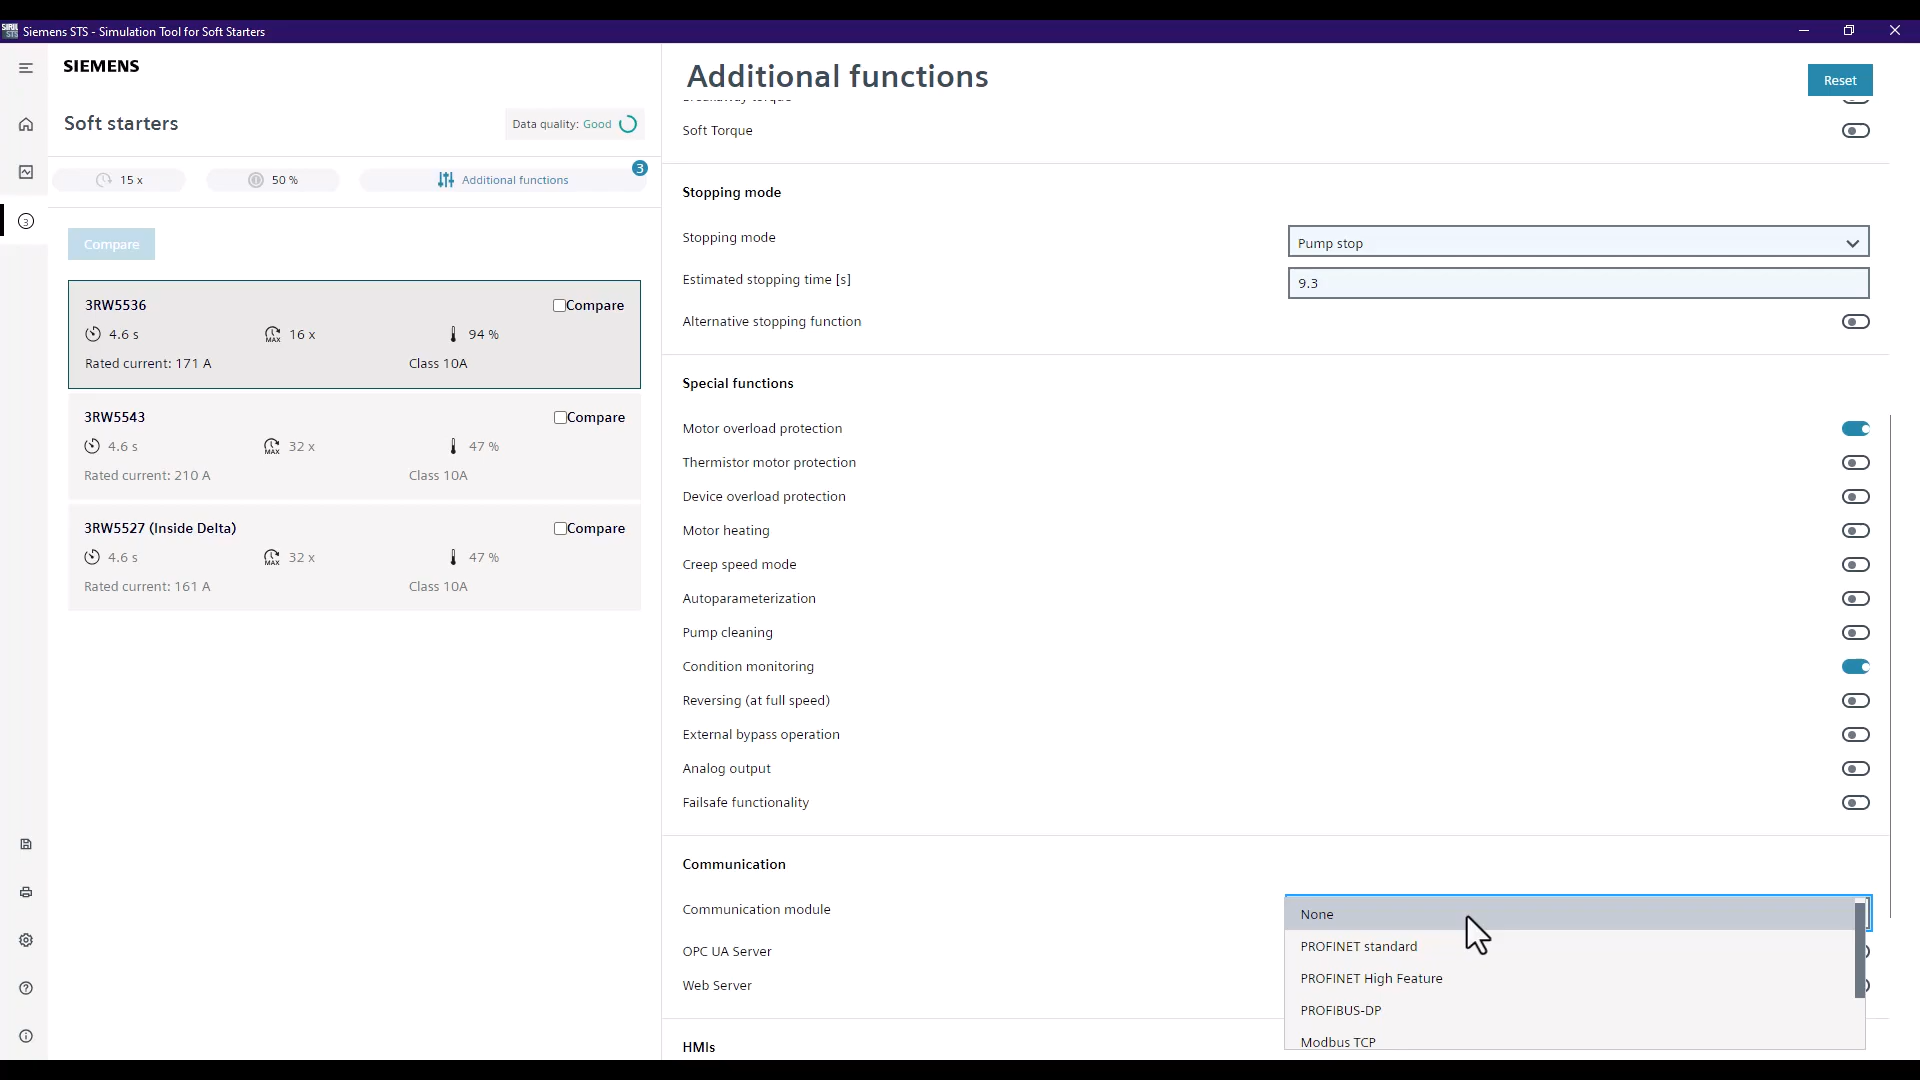 Siemens STS - Simulation Tool for Soft Starters
SIEMENS
Soft starters
Data quality: Good
15 x
50 %
Additional functions
3
3
Compare
3RW5536
Compare
4.6 s
MAX
16 x
94 %
Rated current: 171 A
Class 10A
3RW5543
Compare
4.6 s
MAX
32 x
47 %
Rated current: 210 A
Class 10A
3RW5527 (Inside Delta)
Compare
4.6 s
MAX
32 x
47 %
Rated current: 161 A
Class 10A
Additional functions
Reset
Breakaway torque
Soft Torque
Stopping mode
Stopping mode
Pump stop
Estimated stopping time [s]
9.3
Alternative stopping function
Special functions
Motor overload protection
Thermistor motor protection
Device overload protection
Motor heating
Creep speed mode
Autoparameterization
Pump cleaning
Condition monitoring
Reversing (at full speed)
External bypass operation
Analog output
Failsafe functionality
Communication
Communication module
None
PROFINET standard
OPC UA Server
PROFINET High Feature
Web Server
PROFIBUS-DP
Modbus TCP
HMIs